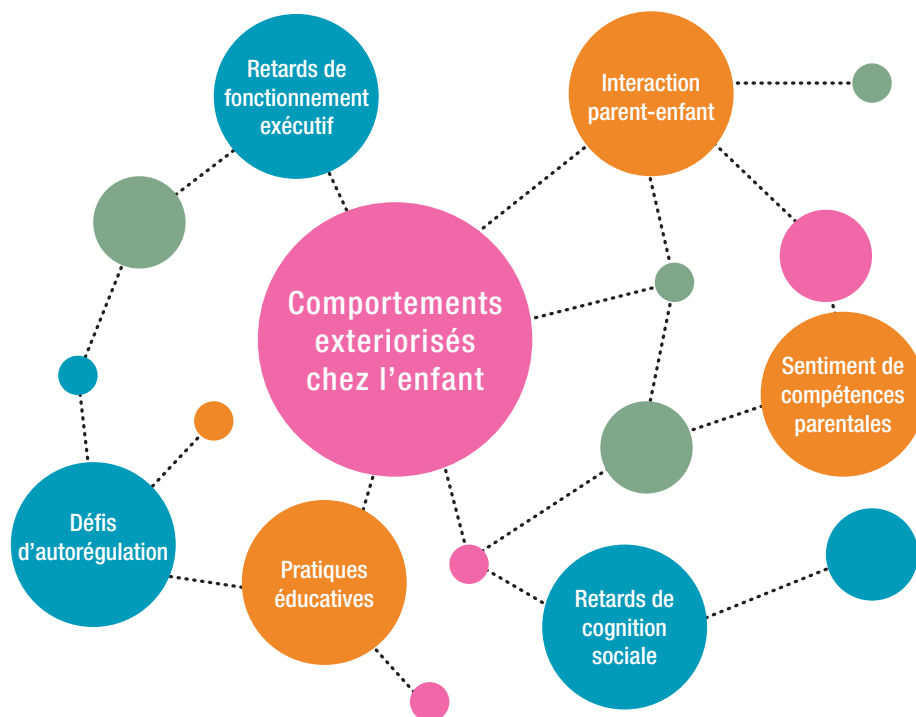 Retards de
fonctionnement
exécutif
Interaction
parent-enfant
Comportements
exteriorisés
chez l’enfant
Sentiment de
compétences
parentales
Défis
d’autorégulation
Pratiques
éducatives
Retards de
cognition
sociale